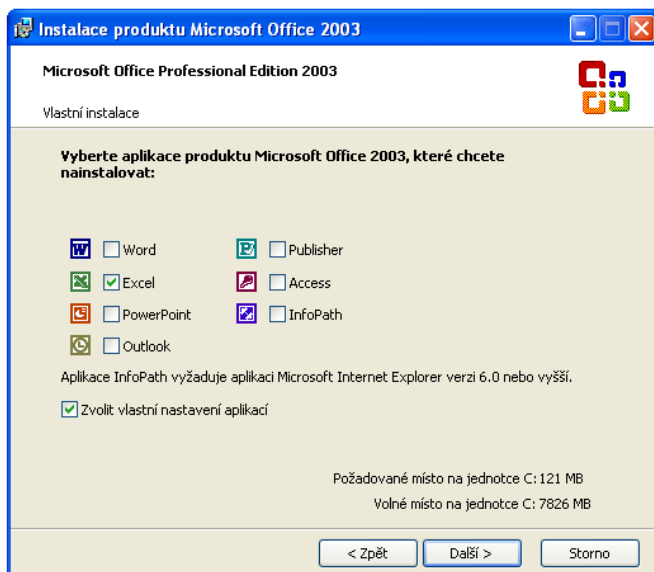 Instalace produktu Microsoft Office 2003
Microsoft Office Professional Edition 2003
Vlastní instalace
Vyberte aplikace produktu Microsoft Office 2003, které chcete
nainstalovat:
Word
Publisher
Excel
Access
PowerPoint
InfoPath
Outlook
Aplikace InfoPath vyžaduje aplikaci Microsoft Internet Explorer verzi 6.0 nebo vyšší.
Zvolit vlastní nastavení aplikací
Požadované místo na jednotce C: 121 MB
Volné místo na jednotce C: 7826 MB
< Zpět
Další >
Storno